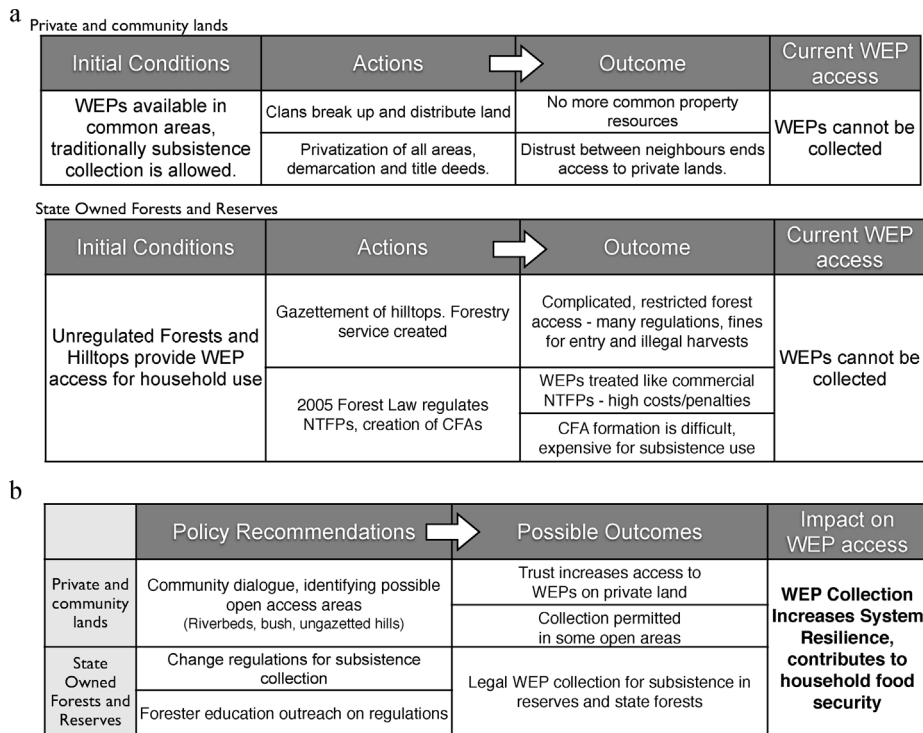 a
Private and community lands
Initial Conditions
Actions
Outcome
Current WEP
access
WEPs available in
common areas,
traditionally subsistence
collection is allowed.
Clans break up and distribute land
No more common property
resources
WEPs cannot be
collected
Privatization of all areas,
demarcation and title deeds.
Distrust between neighbours ends
access to private lands.
State Owned Forests and Reserves
Initial Conditions
Actions
Outcome
Current WEP
access
Unregulated Forests and
Hilltops provide WEP
access for household use
Gazettement of hilltops. Forestry
service created
Complicated, restricted forest
access - many regulations, fines
for entry and illegal harvests
WEPs cannot be
collected
2005 Forest Law regulates
NTFPs, creation of CFAs
WEPs treated like commercial
NTFPs - high costs/penalties
CFA formation is difficult,
expensive for subsistence use
b
Policy Recommendations
Possible Outcomes
Impact on
WEP access
Private and
community
lands
Community dialogue, identifying possible
open access areas
(Riverbeds, bush, ungazetted hills)
Trust increases access to
WEPs on private land
Collection permitted
in some open areas
WEP Collection
Increases System
Resilience,
contributes to
household food
security
State
Owned
Forests and
Reserves
Change regulations for subsistence
collection
Forester education outreach on regulations
Legal WEP collection for subsistence in
reserves and state forests